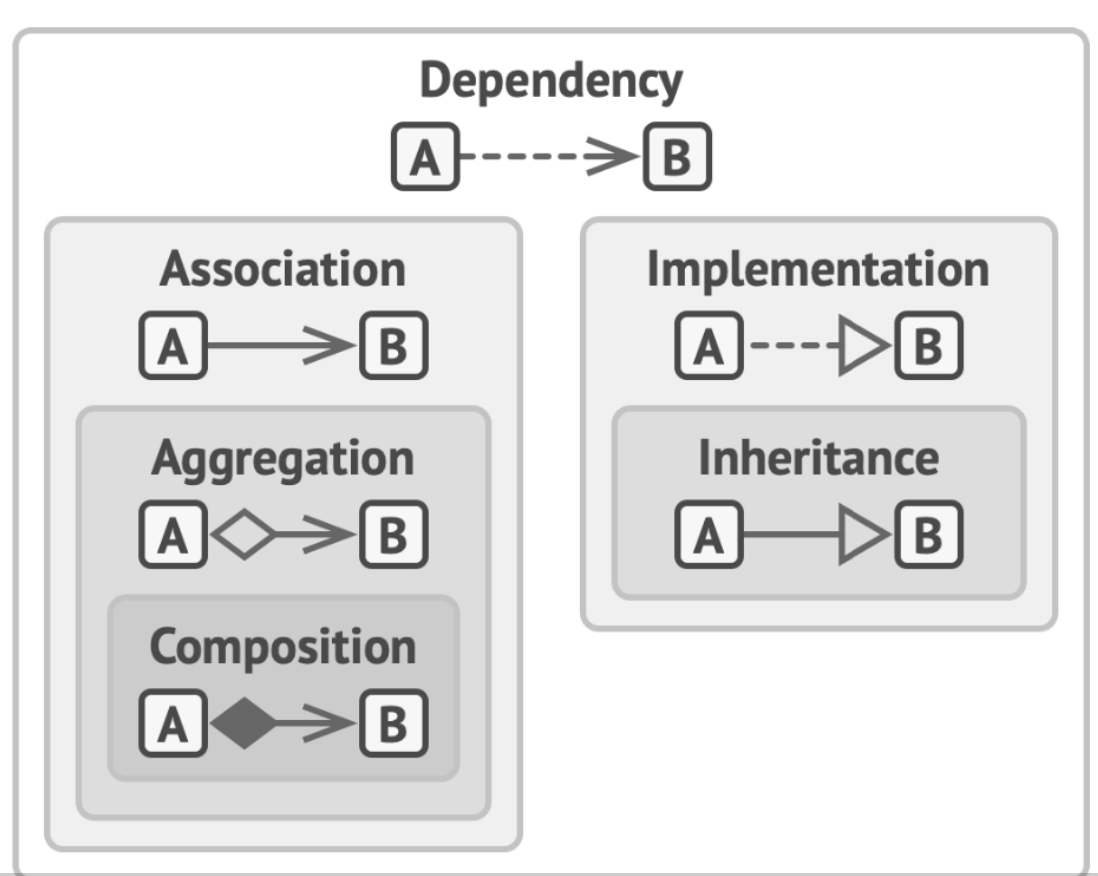 Dependency
A B
Association
A B
Aggregation
A B
Composition
A B
Implementation
A B
Inheritance
A B